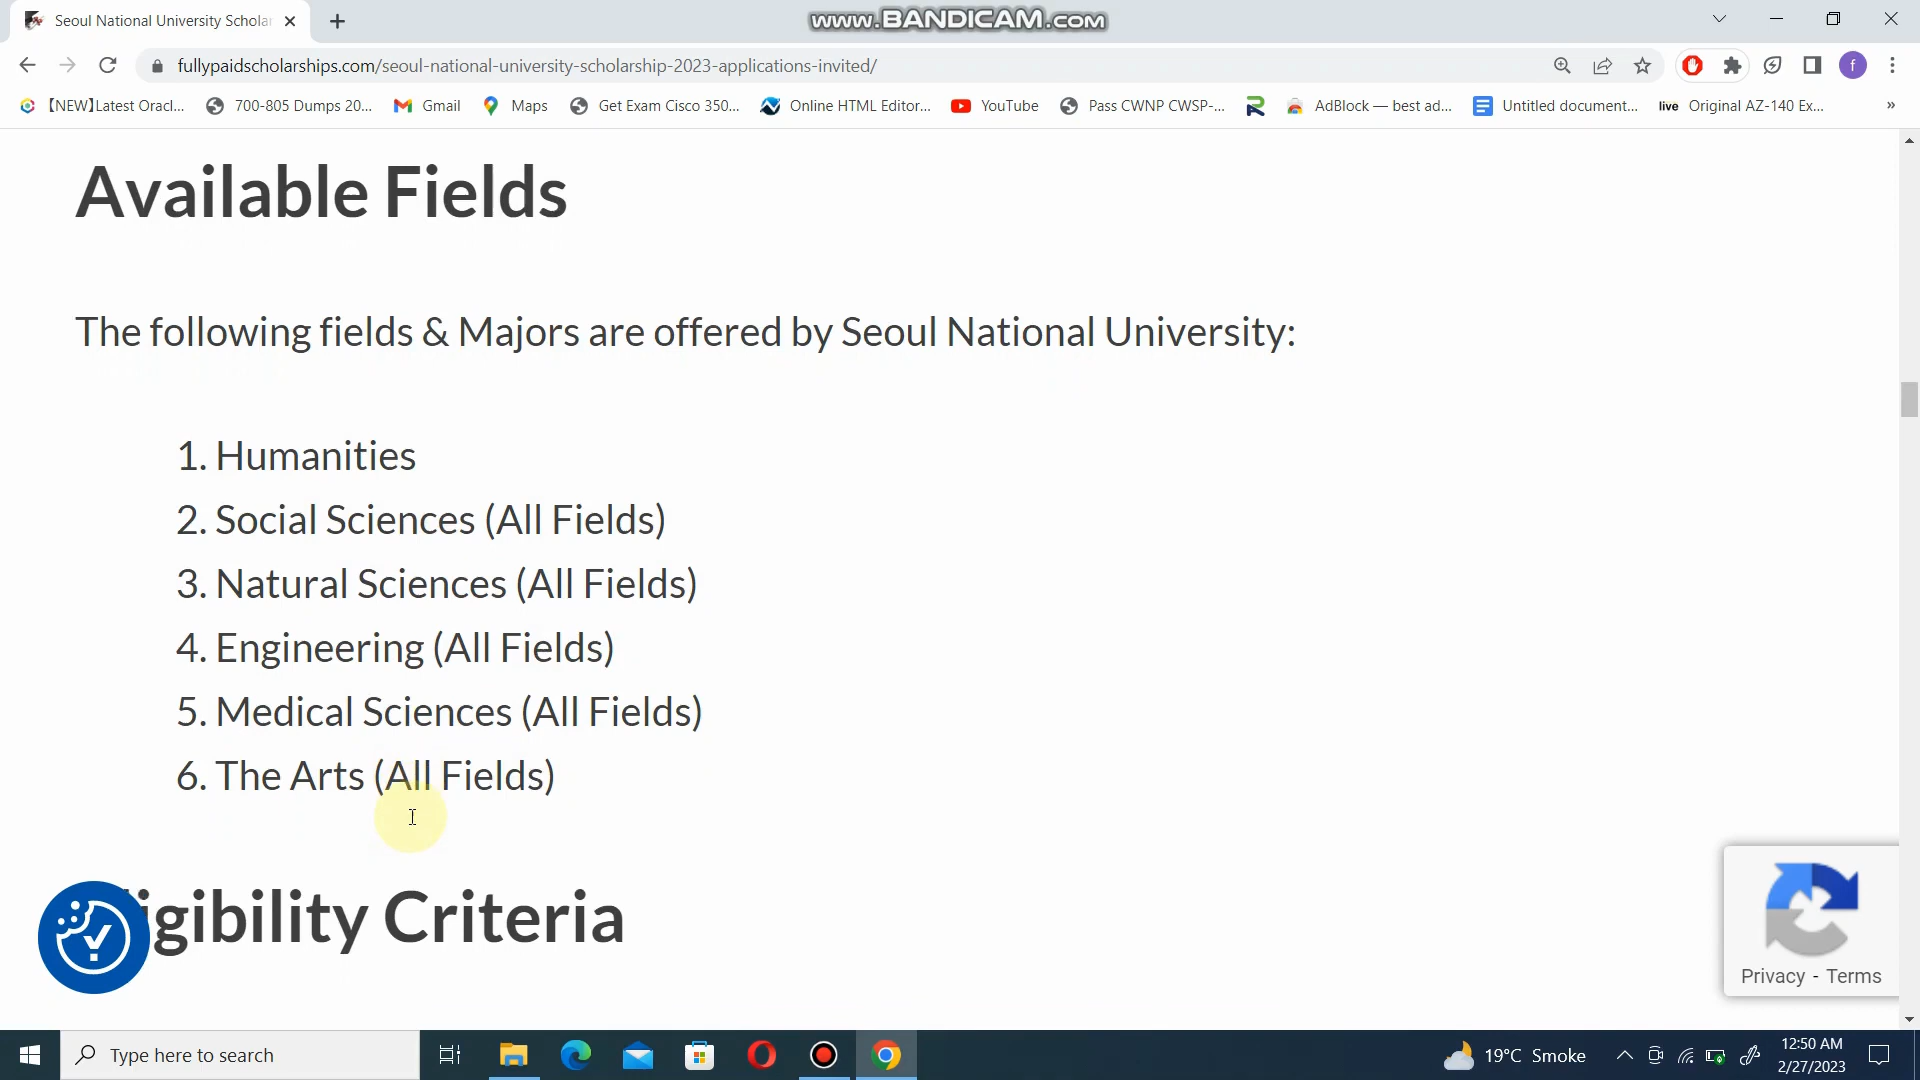 Seoul National University Schola
www.BANDICAM.com
fullypaidscholarships.com/seoul-national-university-scholarship-2023-applications-invited/
f
【NEW】Latest Oracl...
700-805 Dumps 20...
Gmail
Maps
Get Exam Cisco 350...
Online HTML Editor...
YouTube
Pass CWNP CWSP-...
AdBlock — best ad...
Untitled document...
live
Original AZ-140 Ex...
»
Available Fields
The following fields & Majors are offered by Seoul National University:
1. Humanities
2. Social Sciences (All Fields)
3. Natural Sciences (All Fields)
4. Engineering (All Fields)
5. Medical Sciences (All Fields)
6. The Arts (All Fields)
igibility Criteria
Privacy - Terms
Type here to search
19°C Smoke
12:50 AM
2/27/2023